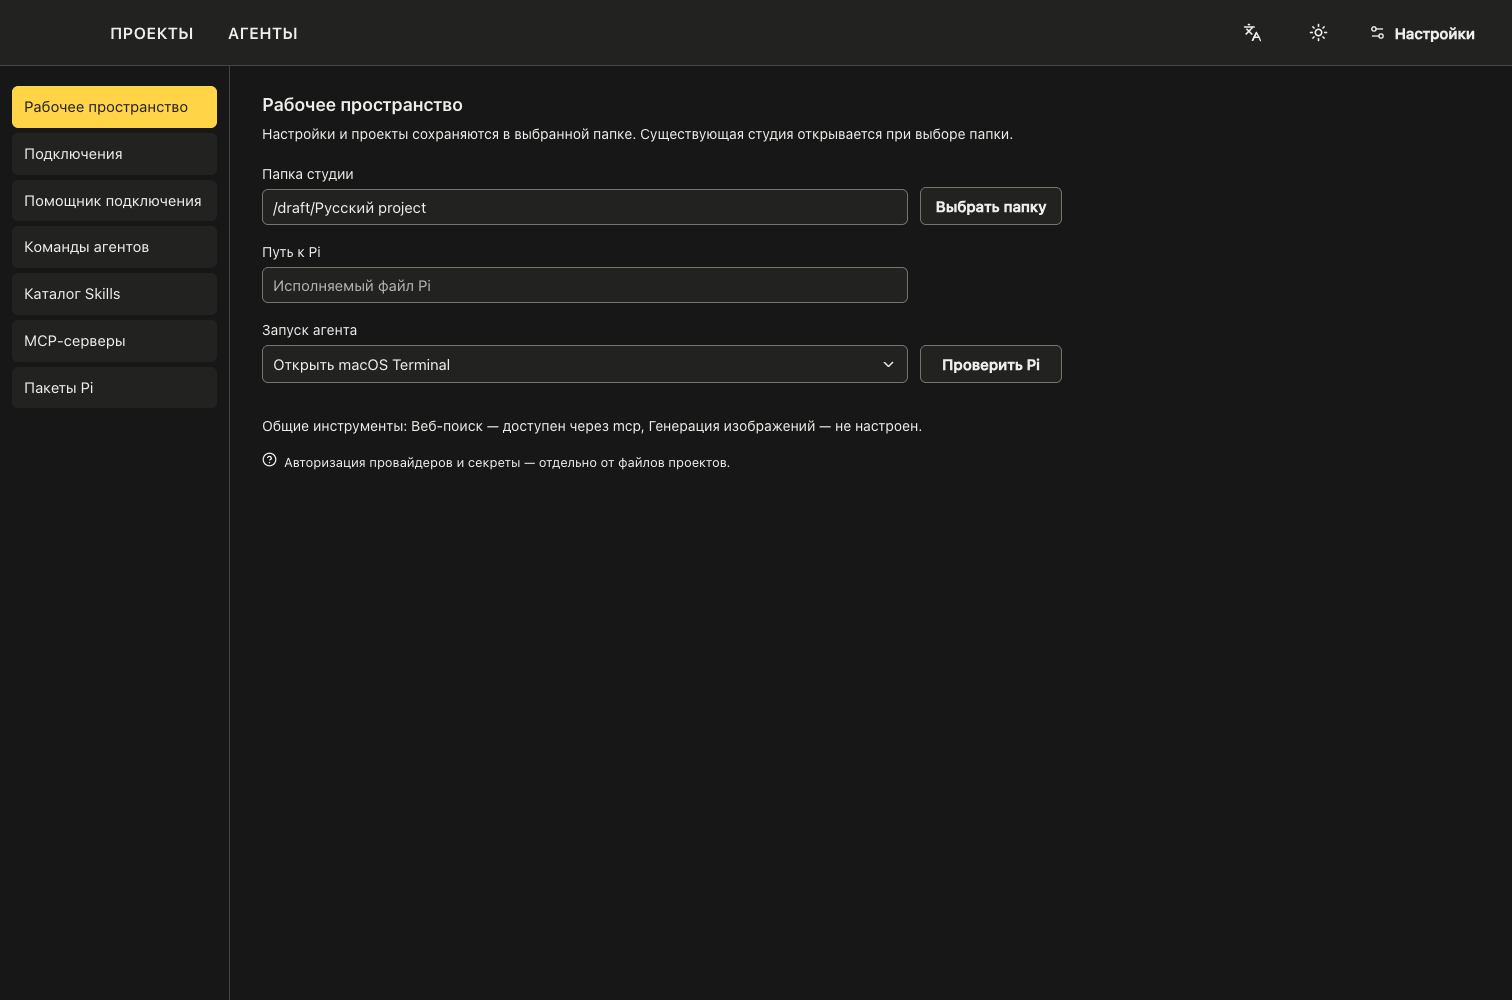 ПРОЕКТЫ АГЕНТЫ Настройки
Рабочее пространство
Подключения
Помощник подключения
Команды агентов
Каталог Skills
MCP-серверы
Пакеты Pi
Рабочее пространство
Настройки и проекты сохраняются в выбранной папке. Существующая студия открывается при выборе папки.
Папка студии
/draft/Русский project Выбрать папку
Путь к Pi
Исполняемый файл Pi
Запуск агента
Открыть macOS Terminal Проверить Pi
Общие инструменты: Веб-поиск — доступен через mcp, Генерация изображений — не настроен.
Авторизация провайдеров и секреты — отдельно от файлов проектов.